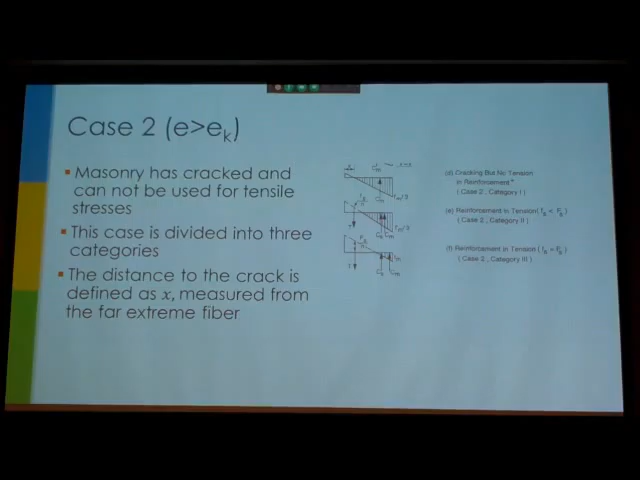 Case 2 (e>ek)
Masonry has cracked and
can not be used for tensile
stresses
This case is divided into three
categories
The distance to the crack is
defined as x, measured from
the far extreme fiber
(d) Cracking But No Tension
in Reinforcement
( Case 2 , Category I )
(e) Reinforcement In Tension
( Case 2 , Category II )
(f) Reinforcement In Tension
( Case 2 , Category III )